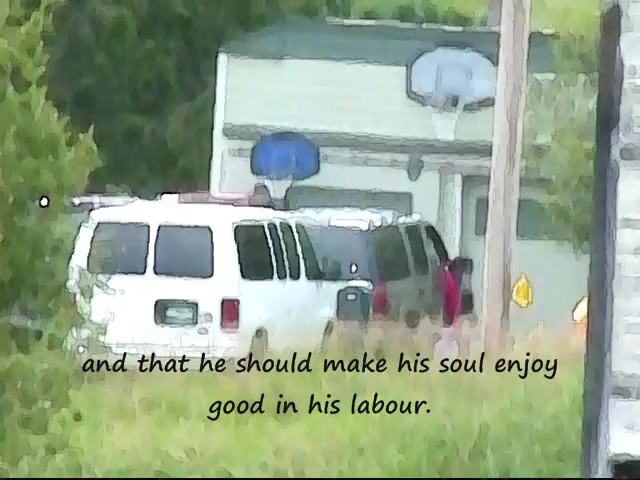 and that he should make his soul enjoy
good in his labour.